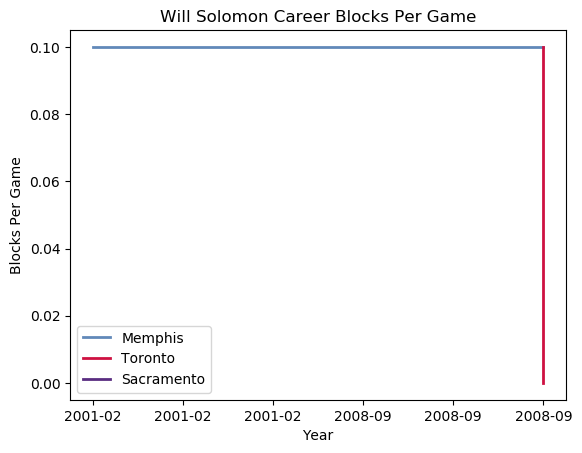 Will Solomon Career Blocks Per Game
0.10
0.08
0.06
0.04
0.02
0.00
Blocks Per Game
Memphis
Toronto
Sacramento
2001-02 2001-02 2001-02 2008-09 2008-09 2008-09
Year